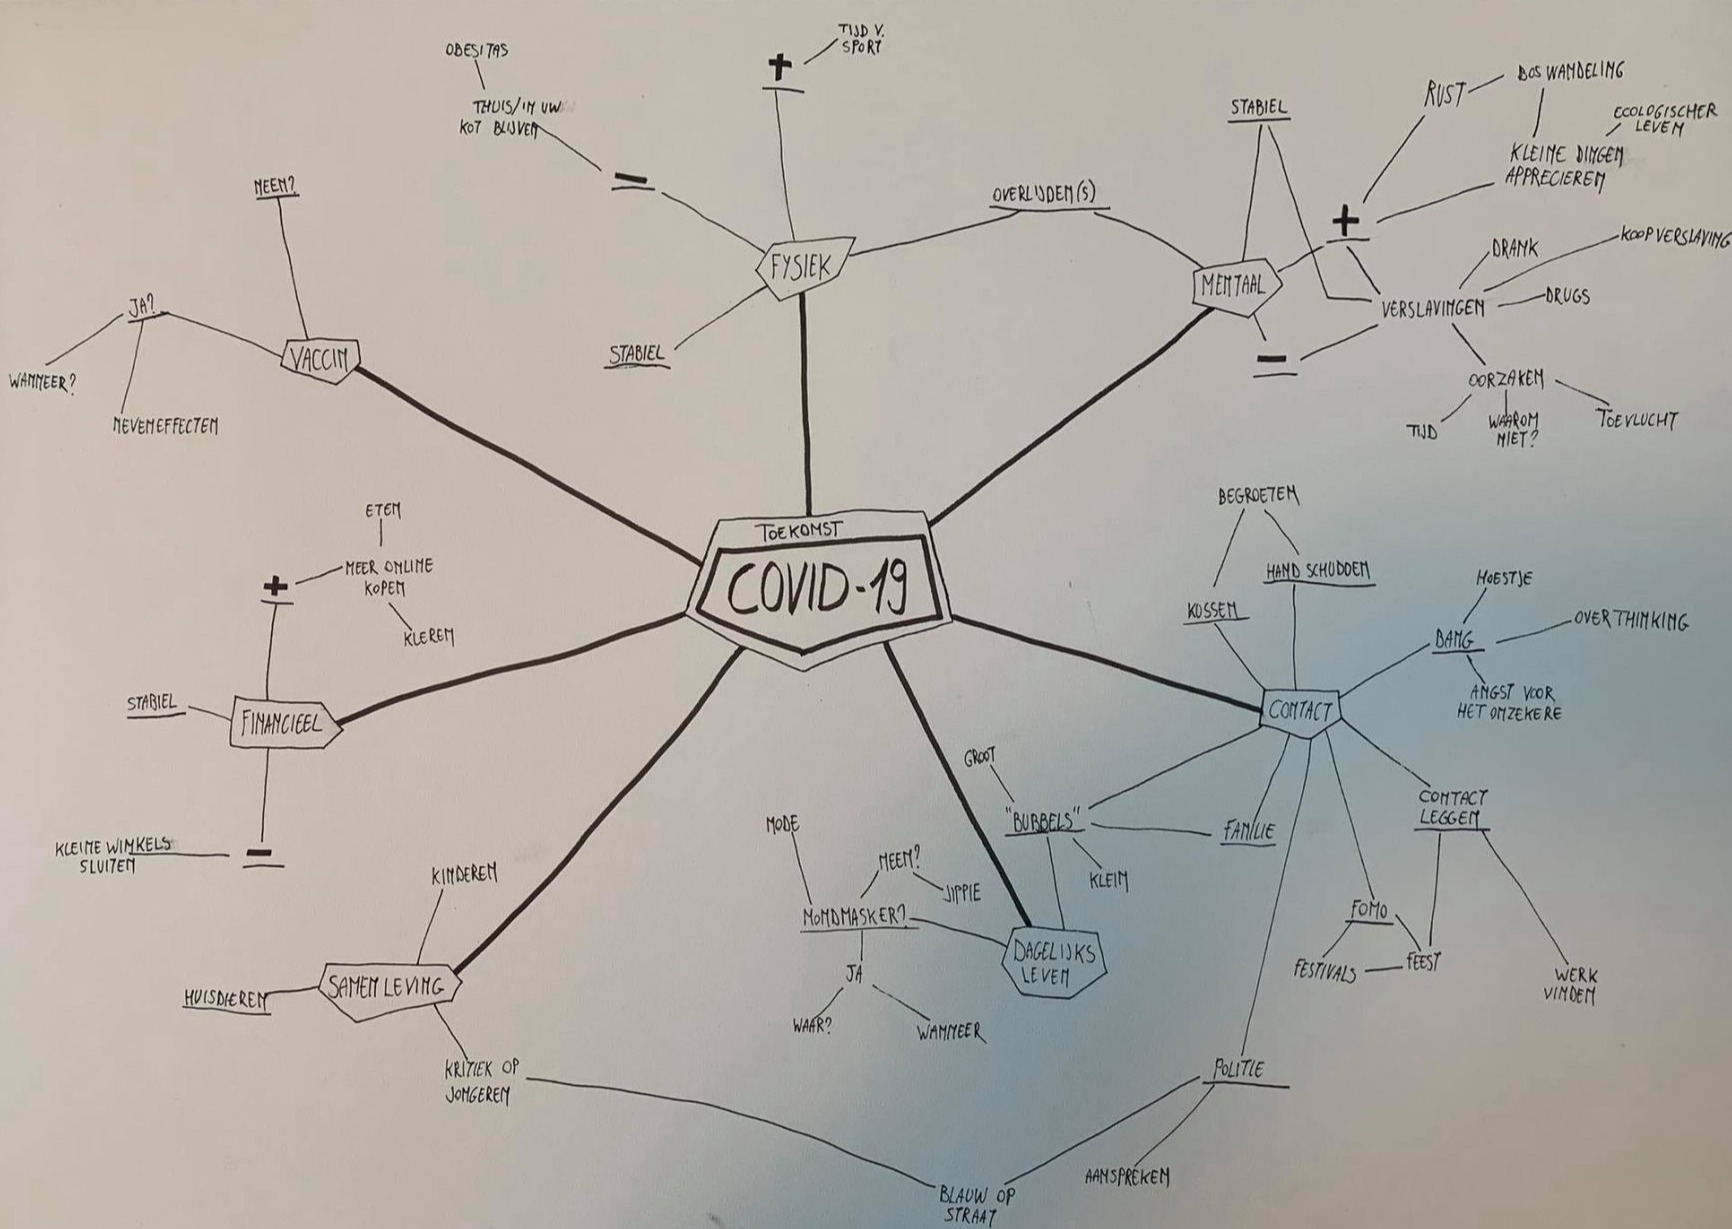 OBESITAS
THUIS/IN UW
KOT BLIJVEN
-
+
TIJD V.
SPORT
FYSIEK
STABIEL
OVERLIJDEN(S)
STABIEL
MENTAAL
+
RUST
BOS WANDELING
ECOLOGISCHER
LEVEN
KLEINE DINGEN
APPRECIEREN
-
VERSLAVINGEN
DRANK
KOOPVERSLAVING
DRUGS
OORZAKEN
TIJD
WAAROM
NIET?
TOEVLUCHT
NEEN?
JA?
VACCIN
WANNEER?
NEVENEFFECTEN
TOEKOMST
COVID-19
ETEN
+
MEER ONLINE
KOPEN
KLEREN
STABIEL
FINANCIEEL
KLEINE WINKELS
SLUITEN
-
BEGROETEN
HAND SCHUDDEN
KUSSEN
HOESTJE
BANG
OVERTHINKING
ANGST VOOR
HET ONZEKERE
CONTACT
GROOT
"BUBBELS"
KLEIN
FAMILIE
CONTACT
LEGGEN
FOMO
FESTIVALS
FEEST
WERK
VINDEN
MODE
NEEN?
JIPPIE
MONDMASKER?
JA
WAAR?
WANNEER
DAGELIJKS
LEVEN
KINDEREN
HUISDIEREN
SAMENLEVING
KRITIEK OP
JONGEREN
POLITIE
AANSPREKEN
BLAUW OP
STRAAT